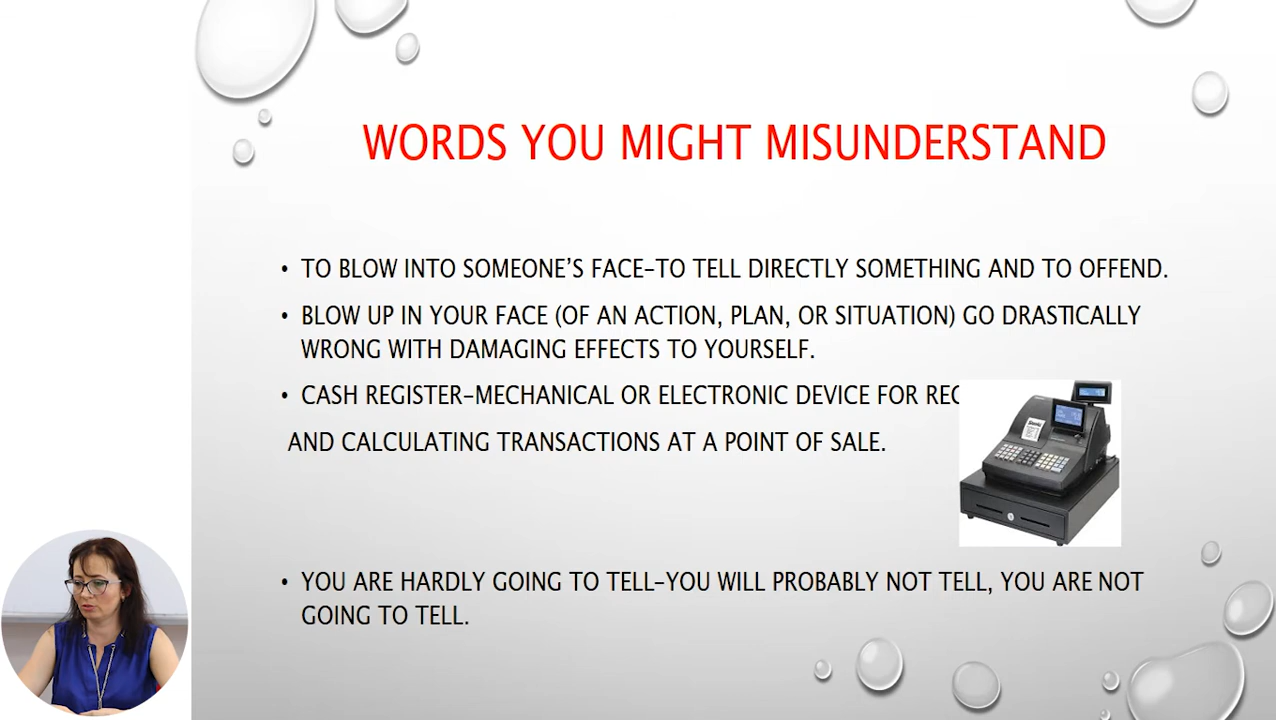 WORDS YOU MIGHT MISUNDERSTAND
• TO BLOW INTO SOMEONE'S FACE–TO TELL DIRECTLY SOMETHING AND TO OFFEND.
• BLOW UP IN YOUR FACE (OF AN ACTION, PLAN, OR SITUATION) GO DRASTICALLY
WRONG WITH DAMAGING EFFECTS TO YOURSELF.
• CASH REGISTER–MECHANICAL OR ELECTRONIC DEVICE FOR
AND CALCULATING TRANSACTIONS AT A POINT OF SALE.
• YOU ARE HARDLY GOING TO TELL–YOU WILL PROBABLY NOT TELL, YOU ARE NOT
GOING TO TELL.